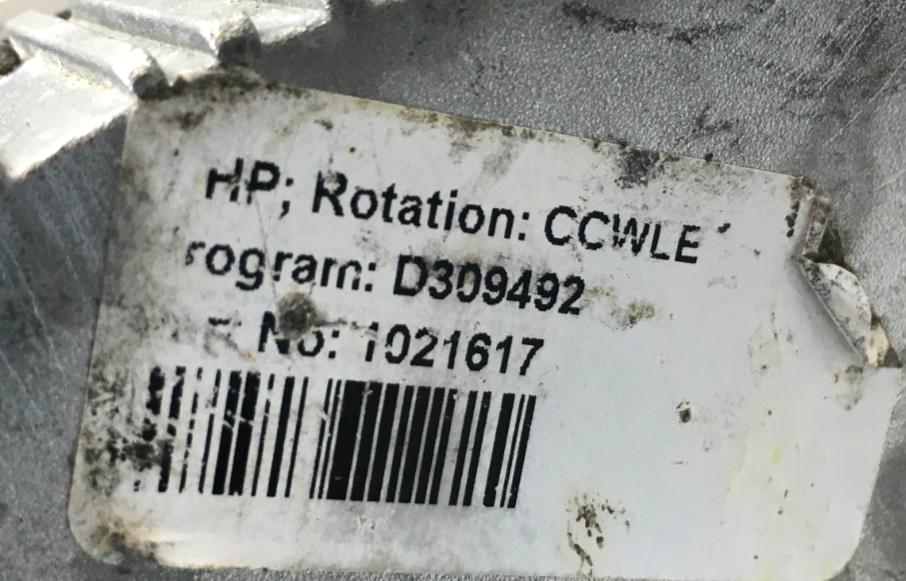 HP; Rotation: CCWLE
rogram: D309492
No: 1021617